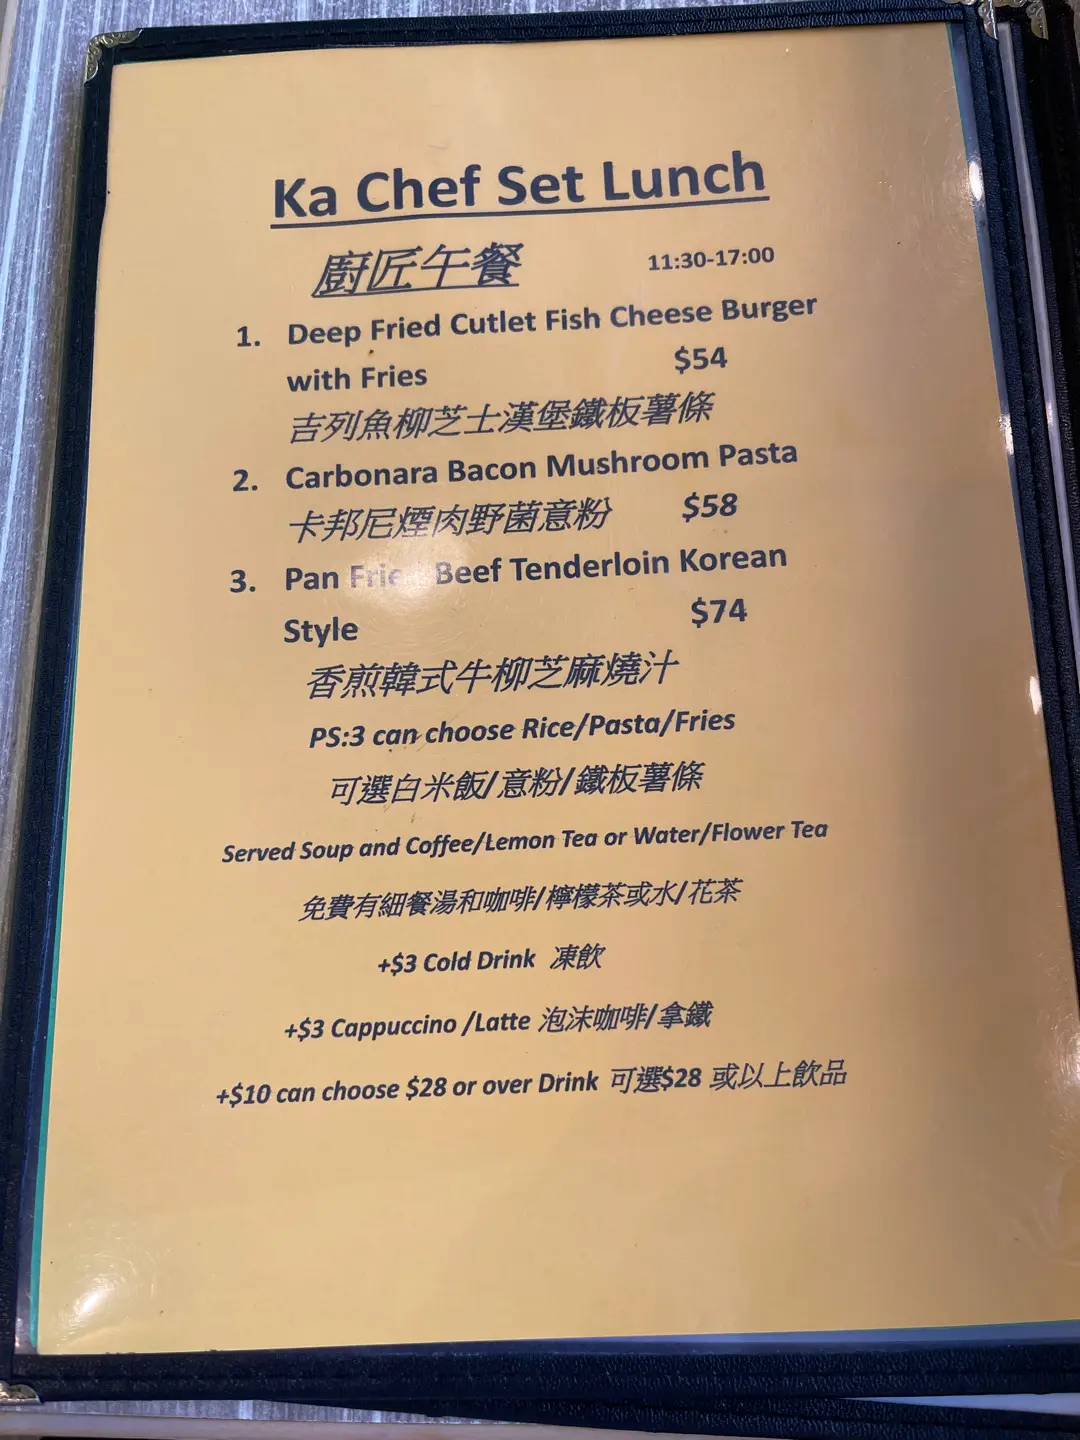 Ka Chef Set Lunch
廚匠午餐 11:30-17:00
1. Deep Fried Cutlet Fish Cheese Burger
with Fries $54
吉列魚柳芝士漢堡鐵板薯條
2. Carbonara Bacon Mushroom Pasta
卡邦尼煙肉野菌意粉 $58
3. Pan Fried Beef Tenderloin Korean
Style $74
香煎韓式牛柳芝麻燒汁
PS:3 can choose Rice/Pasta/Fries
可選白米飯/意粉/鐵板薯條
Served Soup and Coffee/Lemon Tea or Water/Flower Tea
免費有細餐湯和咖啡/檸檬茶或水/花茶
+$3 Cold Drink 凍飲
+$3 Cappuccino /Latte 泡沫咖啡/拿鐵
+$10 can choose $28 or over Drink 可選$28 或以上飲品